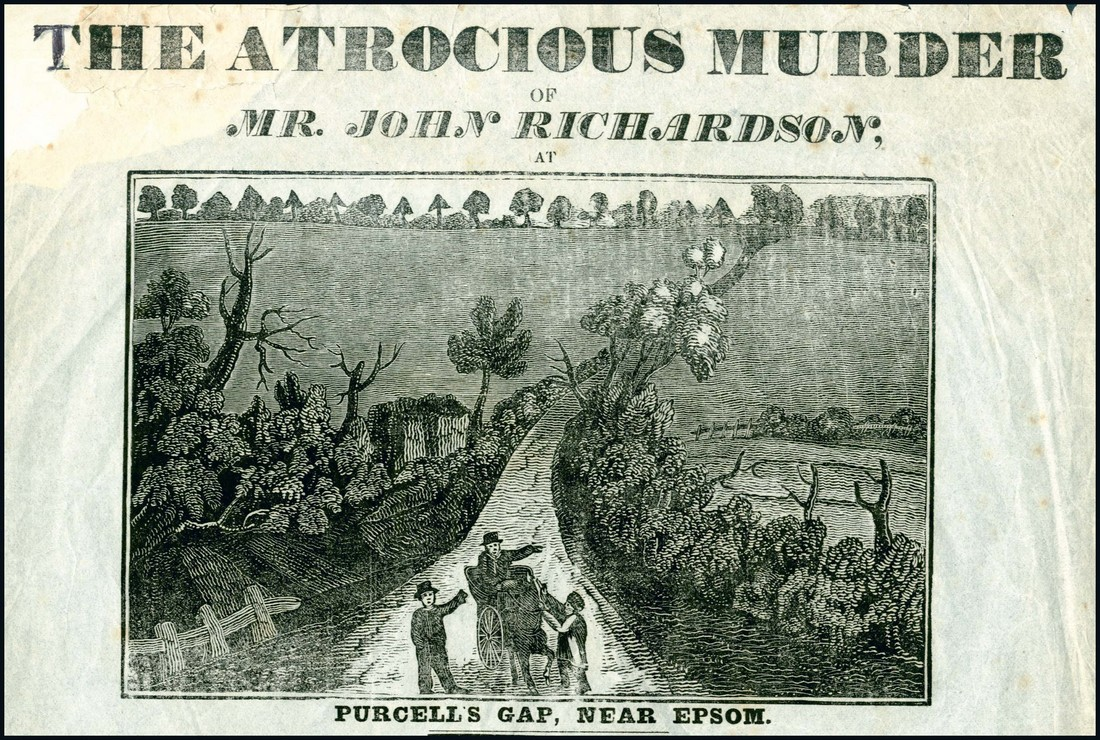 THE ATROCIOUS MURDER
OF
MR. JOHN RICHARDSON,
AT
PURCELL'S GAP, NEAR EPSOM.